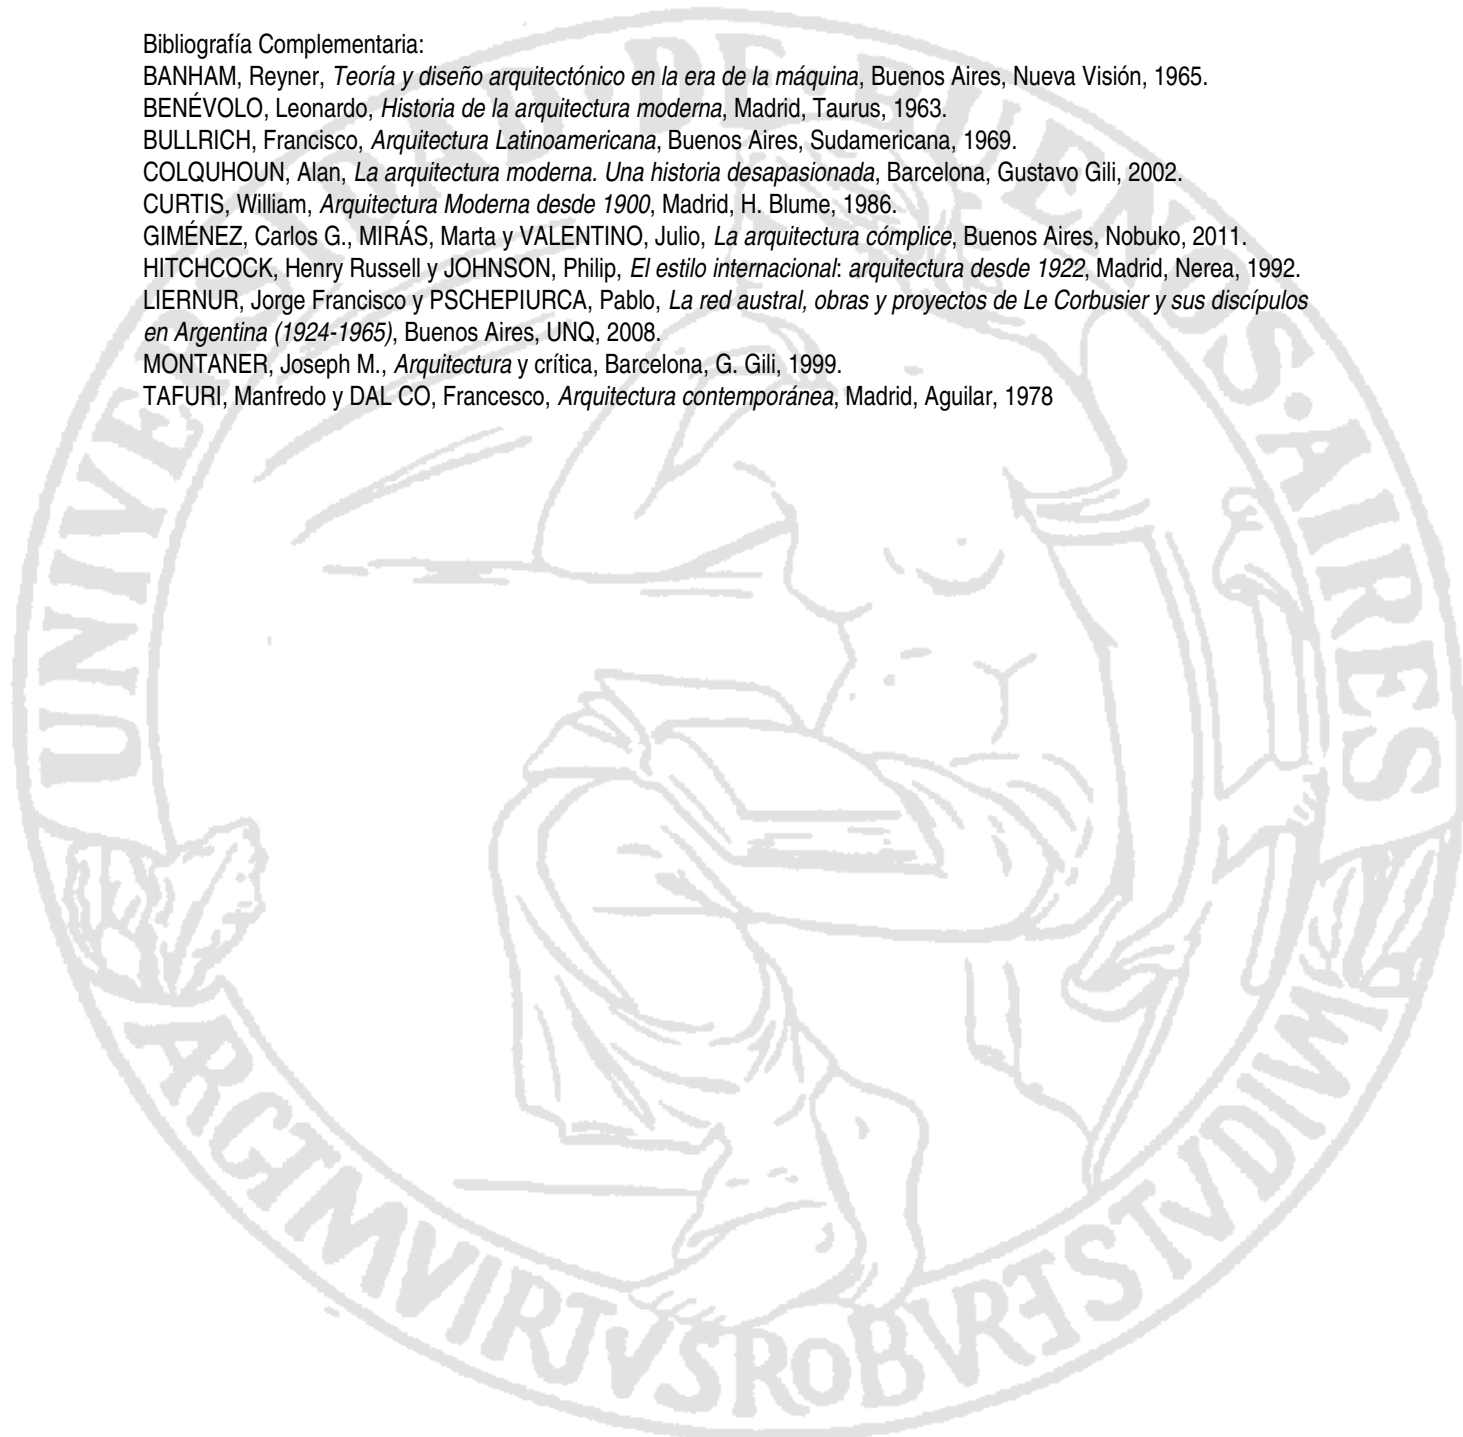 Bibliografía Complementaria:
BANHAM, Reyner, Teoría y diseño arquitectónico en la era de la máquina, Buenos Aires, Nueva Visión, 1965.
BENÉVOLO, Leonardo, Historia de la arquitectura moderna, Madrid, Taurus, 1963.
BULLRICH, Francisco, Arquitectura Latinoamericana, Buenos Aires, Sudamericana, 1969.
COLQUHOUN, Alan, La arquitectura moderna. Una historia desapasionada, Barcelona, Gustavo Gili, 2002.
CURTIS, William, Arquitectura Moderna desde 1900, Madrid, H. Blume, 1986.
GIMÉNEZ, Carlos G., MIRÁS, Marta y VALENTINO, Julio, La arquitectura cómplice, Buenos Aires, Nobuko, 2011.
HITCHCOCK, Henry Russell y JOHNSON, Philip, El estilo internacional: arquitectura desde 1922, Madrid, Nerea, 1992.
LIERNUR, Jorge Francisco y PSCHEPIURCA, Pablo, La red austral, obras y proyectos de Le Corbusier y sus discípulos
en Argentina (1924-1965), Buenos Aires, UNQ, 2008.
MONTANER, Joseph M., Arquitectura y crítica, Barcelona, G. Gili, 1999.
TAFURI, Manfredo y DAL CO, Francesco, Arquitectura contemporánea, Madrid, Aguilar, 1978
UNIVERSIDAD·DE·BUENOS·AIRES
ARGT·MVIRTVSROBVRETSTVDIVM